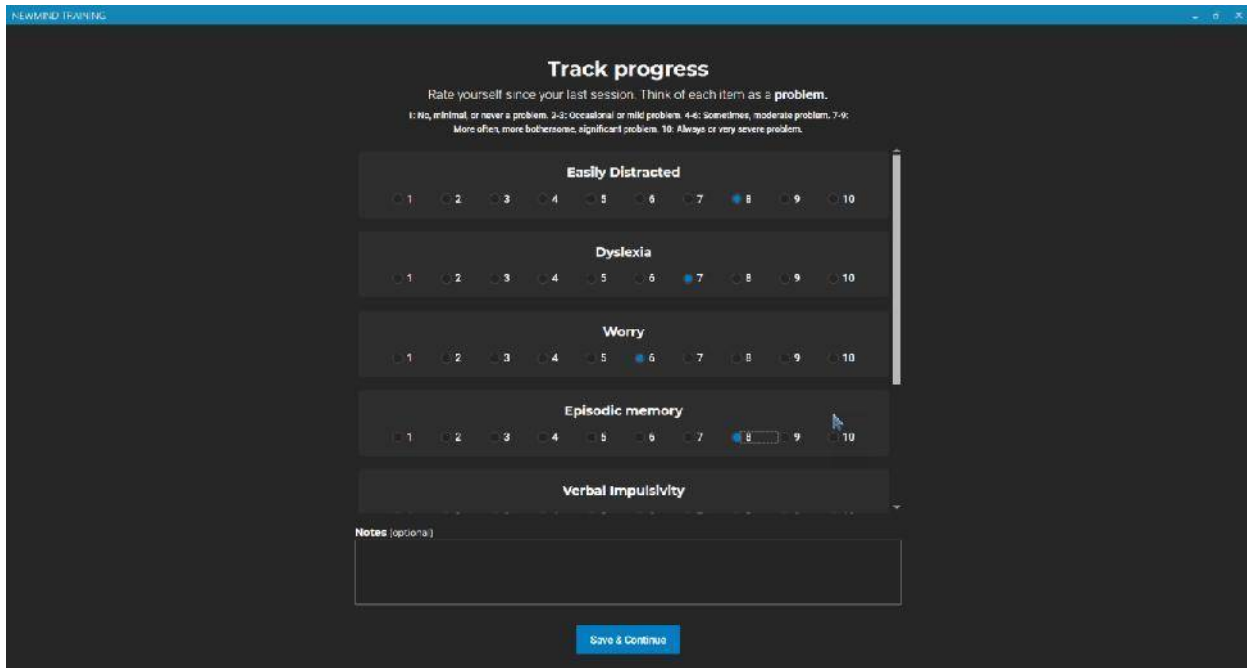 NEWMIND TRAINING
Track progress
Rate yourself since your last session. Think of each item as a problem.
1: No, minimal, or never a problem. 2-3: Occasional or mild problem. 4-6: Sometimes, moderate problem. 7-9:
More often, more bothersome, significant problem. 10: Always or very severe problem.
Easily Distracted
1 2 3 4 5 6 7 8 9 10
Dyslexia
1 2 3 4 5 6 7 8 9 10
Worry
1 2 3 4 5 6 7 8 9 10
Episodic memory
1 2 3 4 5 6 7 8 9 10
Verbal Impulsivity
Notes (optional)
Save & Continue